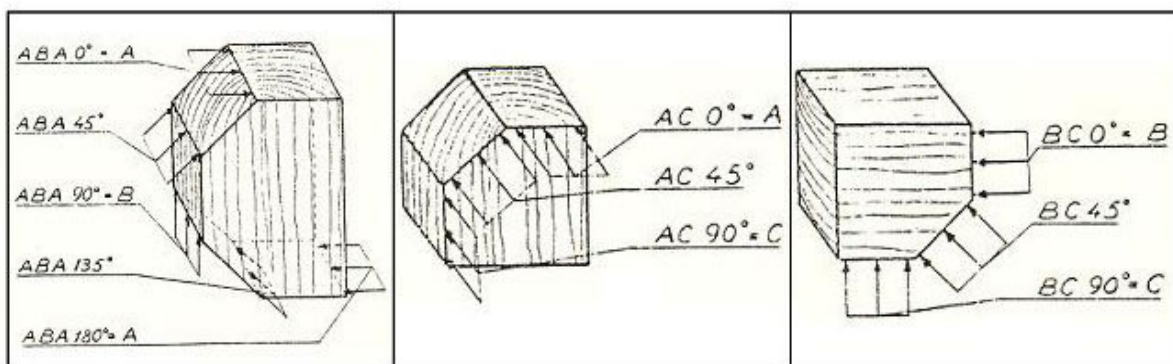 ABA 0° = A
ABA 45°
ABA 90° = B
ABA 135°
ABA 180° = A
AC 0° = A
AC 45°
AC 90° = C
BC 0° = B
BC 45°
BC 90° = C